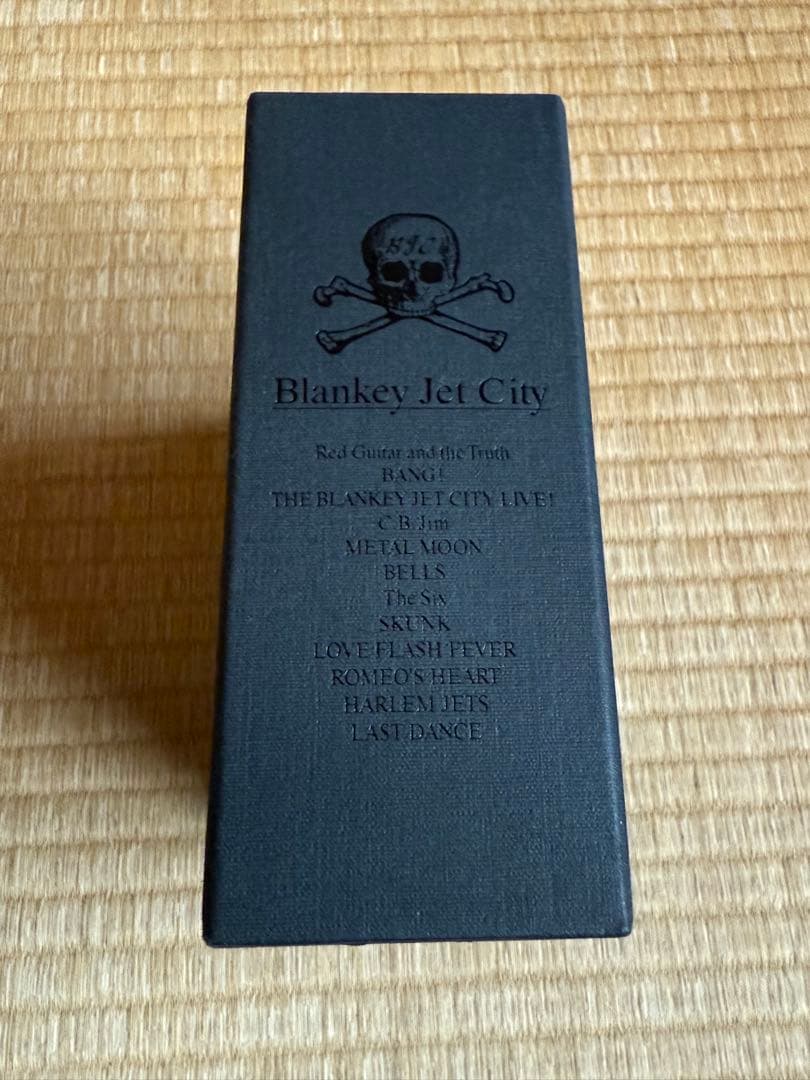 BJC
Blankey Jet City
Red Guitar and the Truth
BANG!
THE BLANKEY JET CITY LIVE!
C.B.Jim
METAL MOON
BELLS
The Six
SKUNK
LOVE FLASH FEVER
ROMEO'S HEART
HARLEM JETS
LAST DANCE